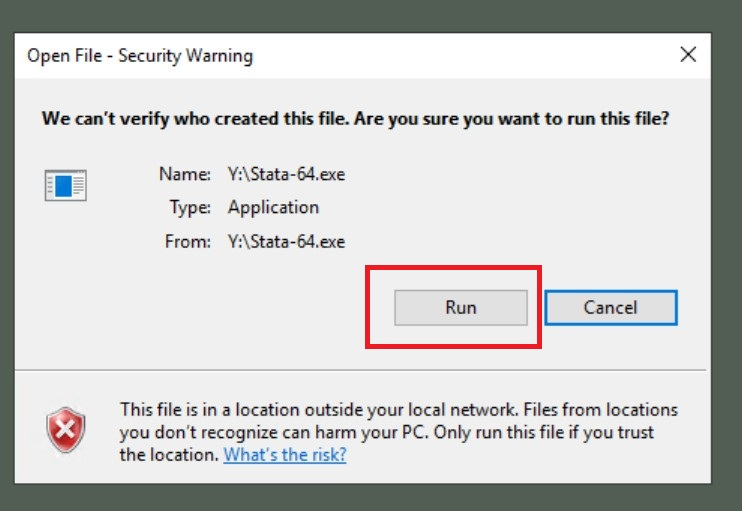 Open File - Security Warning
We can't verify who created this file. Are you sure you want to run this file?
Name: Y:\Stata-64.exe
Type: Application
From: Y:\Stata-64.exe
Run Cancel
This file is in a location outside your local network. Files from locations
you don't recognize can harm your PC. Only run this file if you trust
the location. What's the risk?